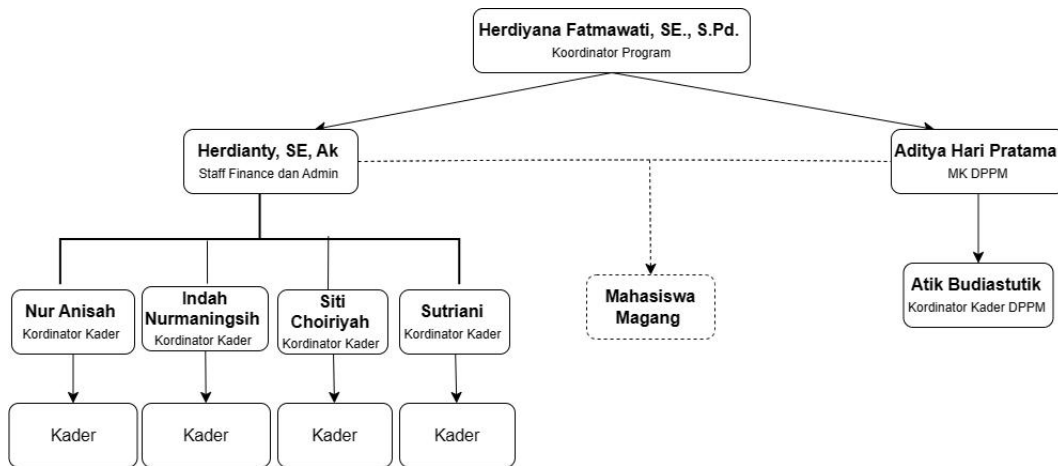 Herdiyana Fatmawati, SE., S.Pd.
Koordinator Program
Herdianty, SE, Ak
Staff Finance dan Admin
Aditya Hari Pratama
MK DPPM
Nur Anisah
Kordinator Kader
Indah
Nurmaningsih
Kordinator Kader
Siti
Choiriyah
Kordinator Kader
Sutriani
Kordinator Kader
Mahasiswa
Magang
Atik Budiastutik
Kordinator Kader DPPM
Kader
Kader
Kader
Kader